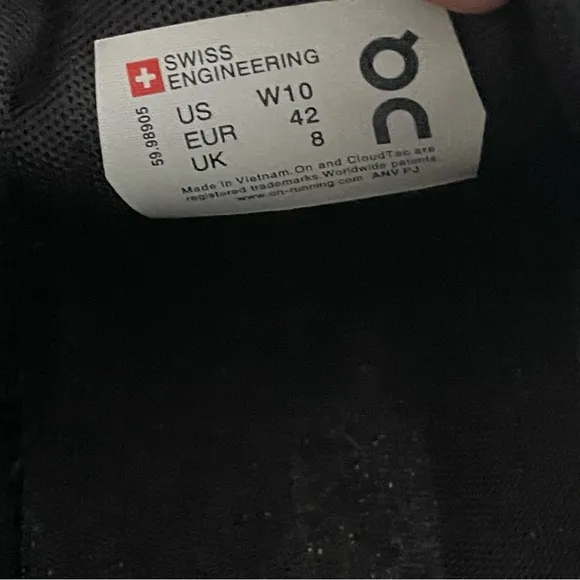 SWISS
ENGINEERING
US W10
EUR 42
UK 8
59.98905
Made in Vietnam. On and CloudTec are
registered trademarks. Worldwide patents
www.on-running.com ANV PJ
On